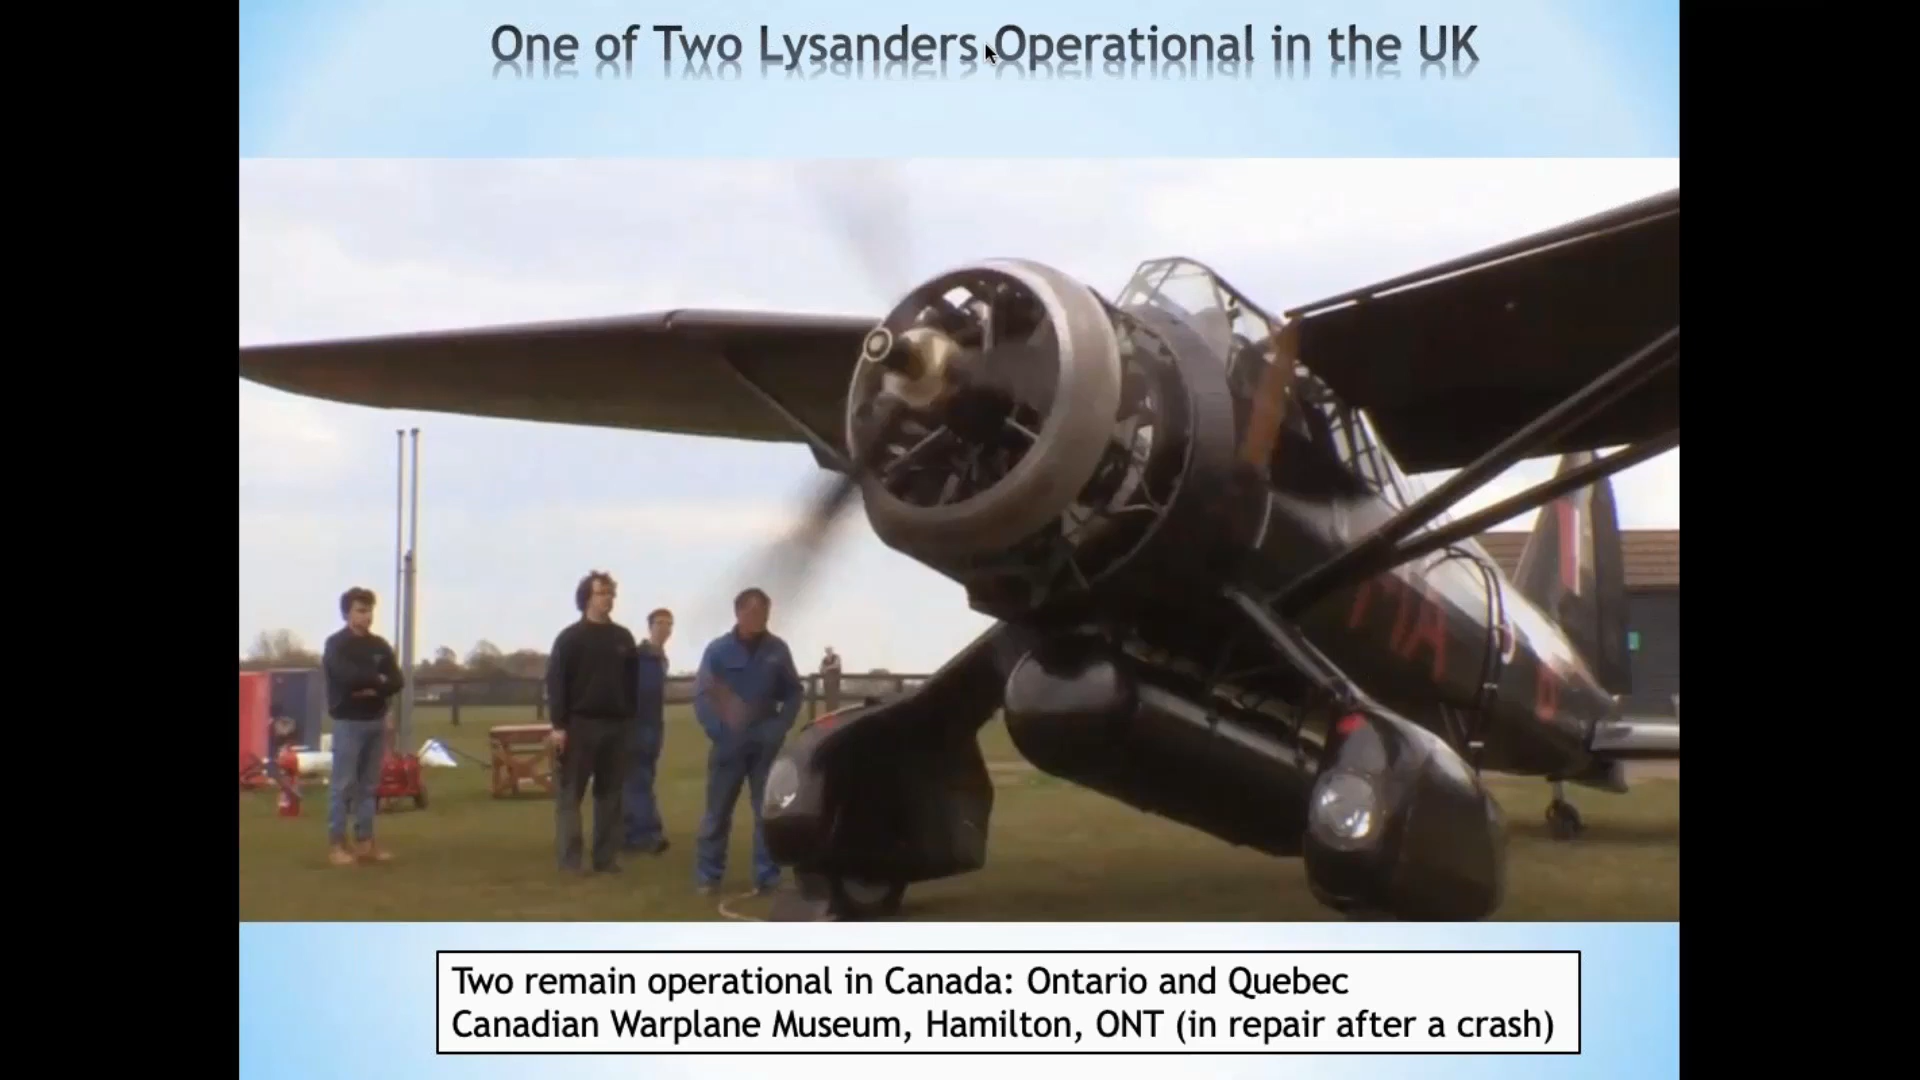 One of Two Lysanders Operational in the UK
MA
Two remain operational in Canada: Ontario and Quebec
Canadian Warplane Museum, Hamilton, ONT (in repair after a crash)